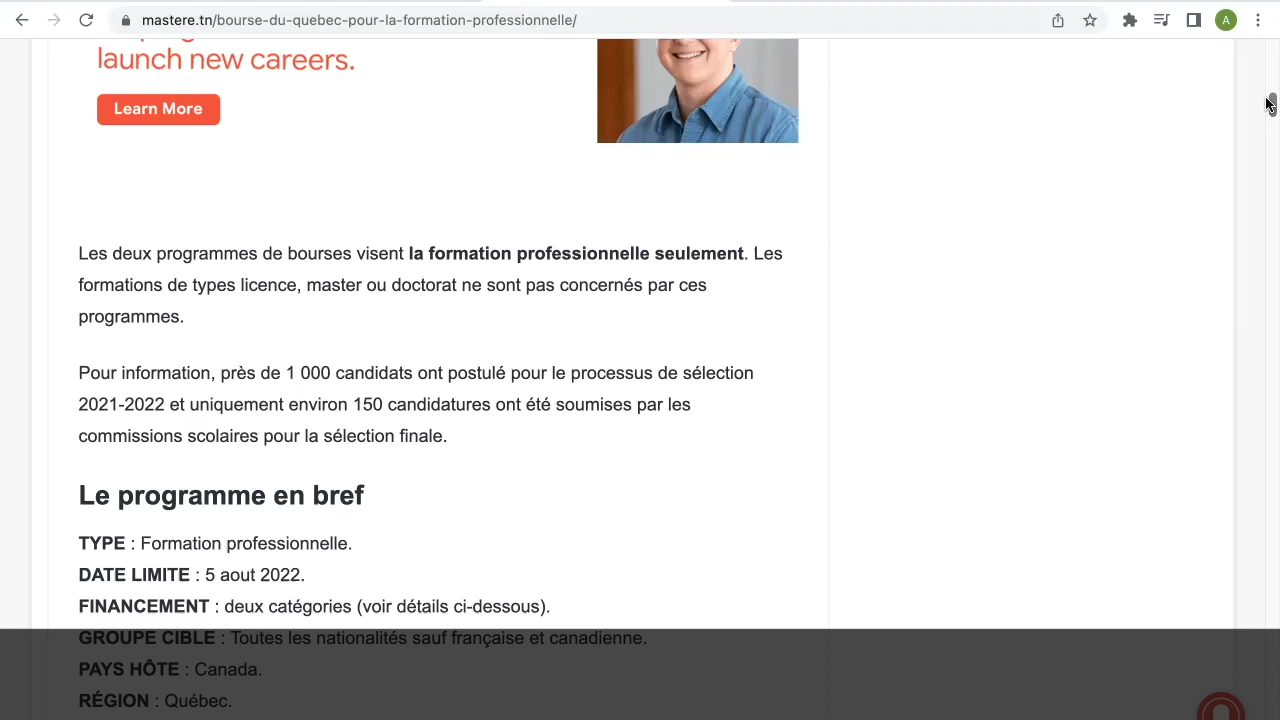 mastere.tn/bourse-du-quebec-pour-la-formation-professionnelle/
A
launch new careers.
Learn More
Les deux programmes de bourses visent la formation professionnelle seulement. Les
formations de types licence, master ou doctorat ne sont pas concernés par ces
programmes.
Pour information, près de 1 000 candidats ont postulé pour le processus de sélection
2021-2022 et uniquement environ 150 candidatures ont été soumises par les
commissions scolaires pour la sélection finale.
Le programme en bref
TYPE : Formation professionnelle.
DATE LIMITE : 5 aout 2022.
FINANCEMENT : deux catégories (voir détails ci-dessous).
GROUPE CIBLE : Toutes les nationalités sauf française et canadienne.
PAYS HÔTE : Canada.
RÉGION : Québec.